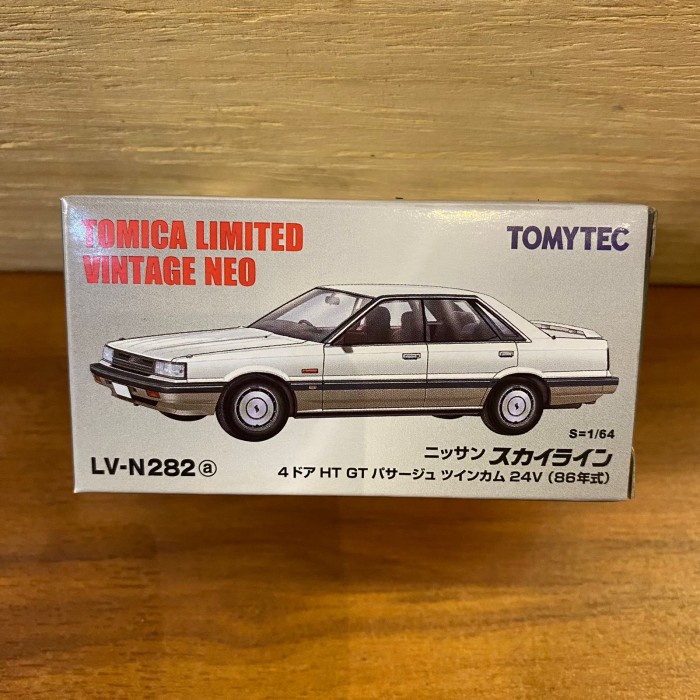 TOMICA LIMITED
VINTAGE NEO
TOMYTEC
S=1/64
LV-N282 ⓐ
ニッサン スカイライン
4ドア HT GT パサージュ ツインカム 24V (86年式)